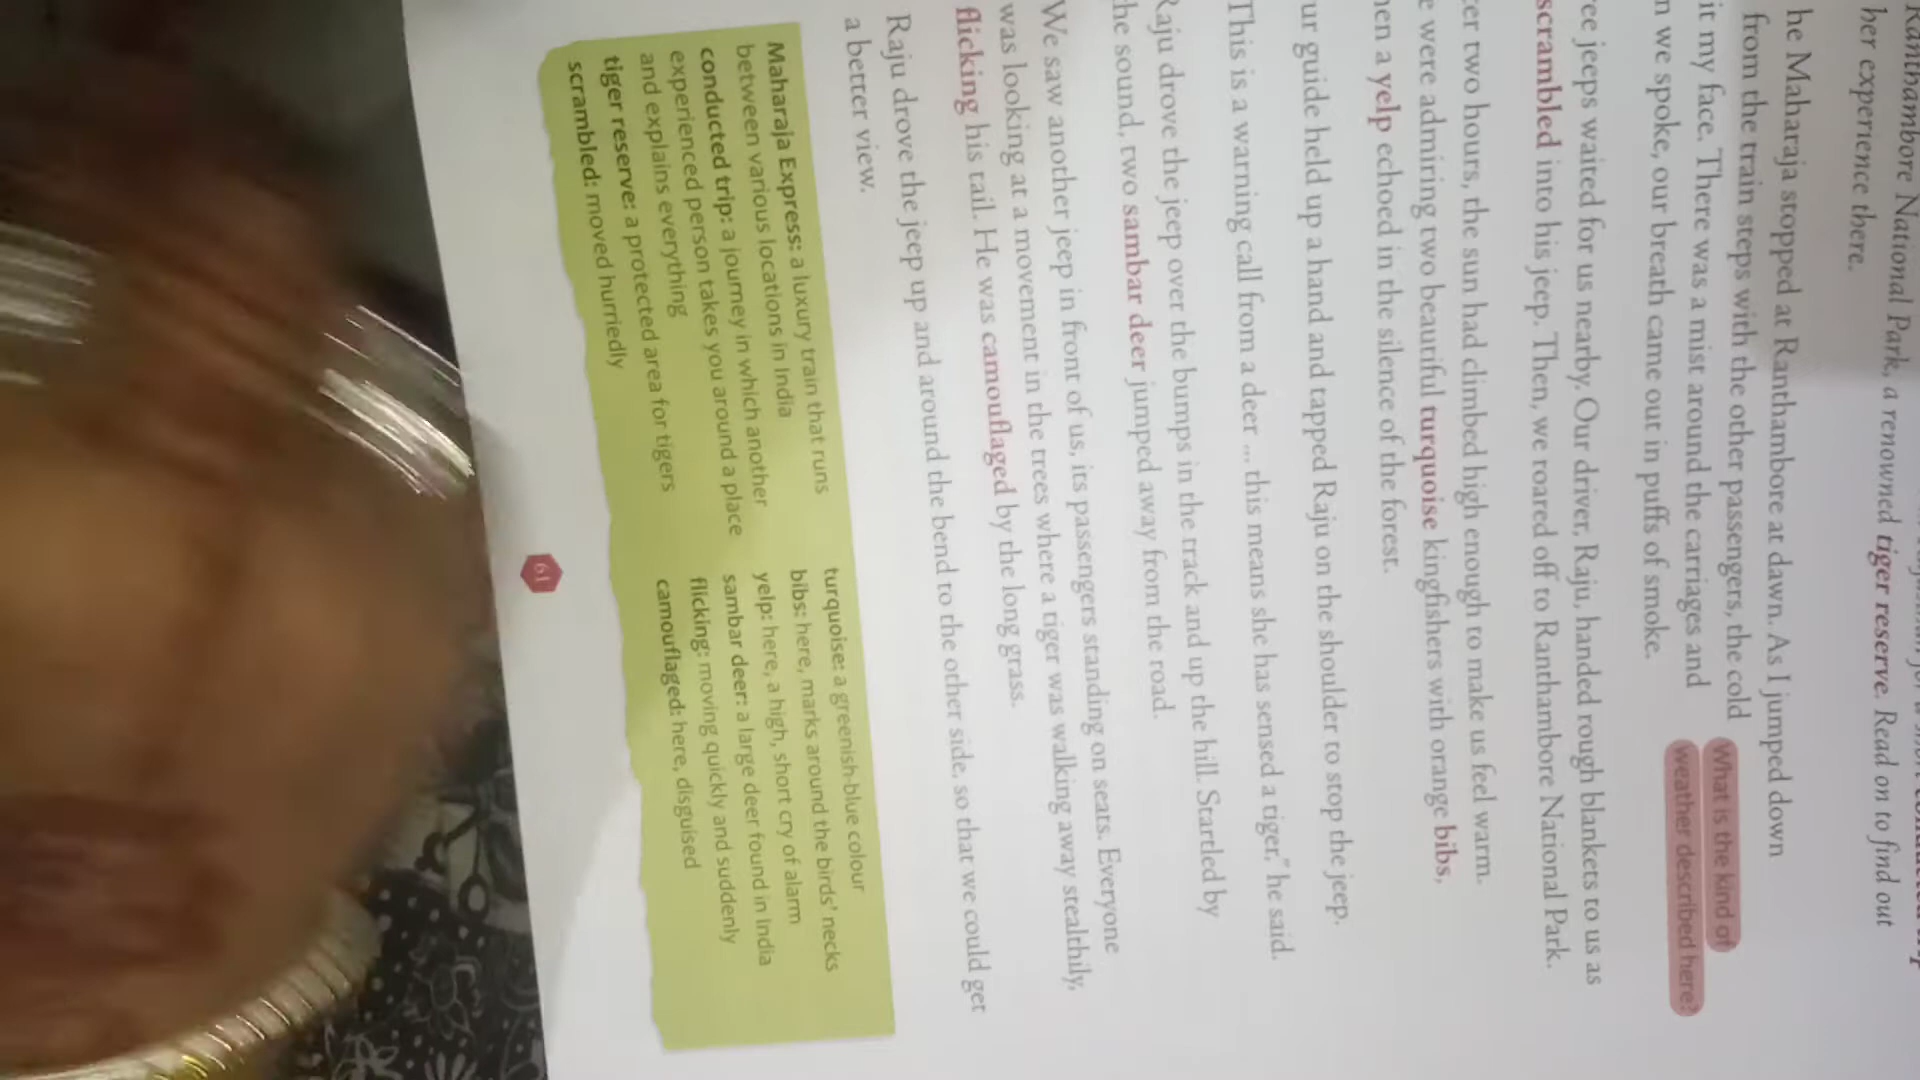 Ranthambore National Park, a renowned tiger reserve. Read on to find out
her experience there.
he Maharaja stopped at Ranthambore at dawn. As I jumped down
from the train steps with the other passengers, the cold
it my face. There was a mist around the carriages and
n we spoke, our breath came out in puffs of smoke.
What is the kind of
weather described here?
ree jeeps waited for us nearby. Our driver, Raju, handed rough blankets to us as
scrambled into his jeep. Then, we roared off to Ranthambore National Park.
ter two hours, the sun had climbed high enough to make us feel warm.
e were admiring two beautiful turquoise kingfishers with orange bibs,
hen a yelp echoed in the silence of the forest.
ur guide held up a hand and tapped Raju on the shoulder to stop the jeep.
This is a warning call from a deer ... this means she has sensed a tiger," he said.
Raju drove the jeep over the bumps in the track and up the hill. Startled by
he sound, two sambar deer jumped away from the road.
We saw another jeep in front of us, its passengers standing on seats. Everyone
was looking at a movement in the trees where a tiger was walking away stealthily,
flicking his tail. He was camouflaged by the long grass.
Raju drove the jeep up and around the bend to the other side, so that we could get
a better view.
Maharaja Express: a luxury train that runs
between various locations in India
conducted trip: a journey in which another
experienced person takes you around a place
and explains everything
tiger reserve: a protected area for tigers
scrambled: moved hurriedly
turquoise: a greenish-blue colour
bibs: here, marks around the birds' necks
yelp: here, a high, short cry of alarm
sambar deer: a large deer found in India
flicking: moving quickly and suddenly
camouflaged: here, disguised
61